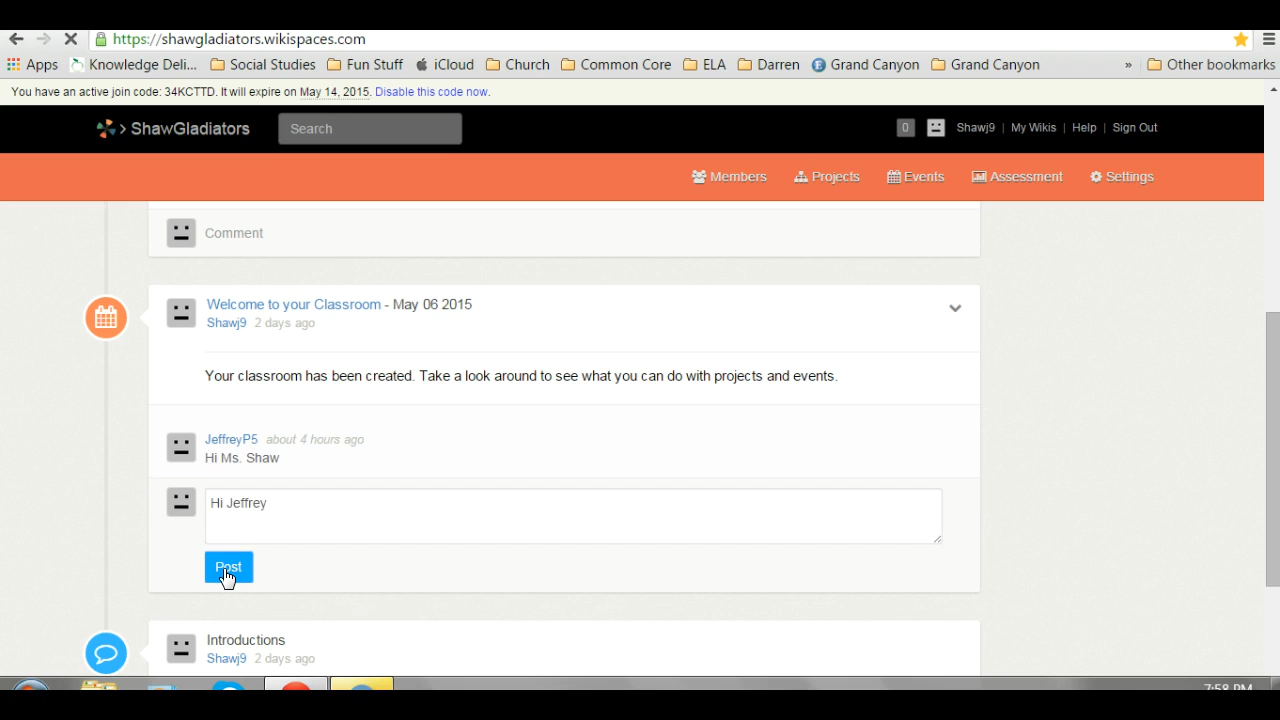 https://shawgladiators.wikispaces.com
Apps Knowledge Deli... Social Studies Fun Stuff iCloud Church Common Core ELA Darren Grand Canyon Grand Canyon » Other bookmarks
You have an active join code: 34KCTTD. It will expire on May 14, 2015. Disable this code now.
> ShawGladiators Search 0 Shawj9 | My Wikis | Help | Sign Out
Members Projects Events Assessment Settings
Comment
Welcome to your Classroom - May 06 2015
Shawj9 2 days ago
Your classroom has been created. Take a look around to see what you can do with projects and events.
JeffreyP5 about 4 hours ago
Hi Ms. Shaw
Hi Jeffrey
Post
Introductions
Shawj9 2 days ago
7:58 PM